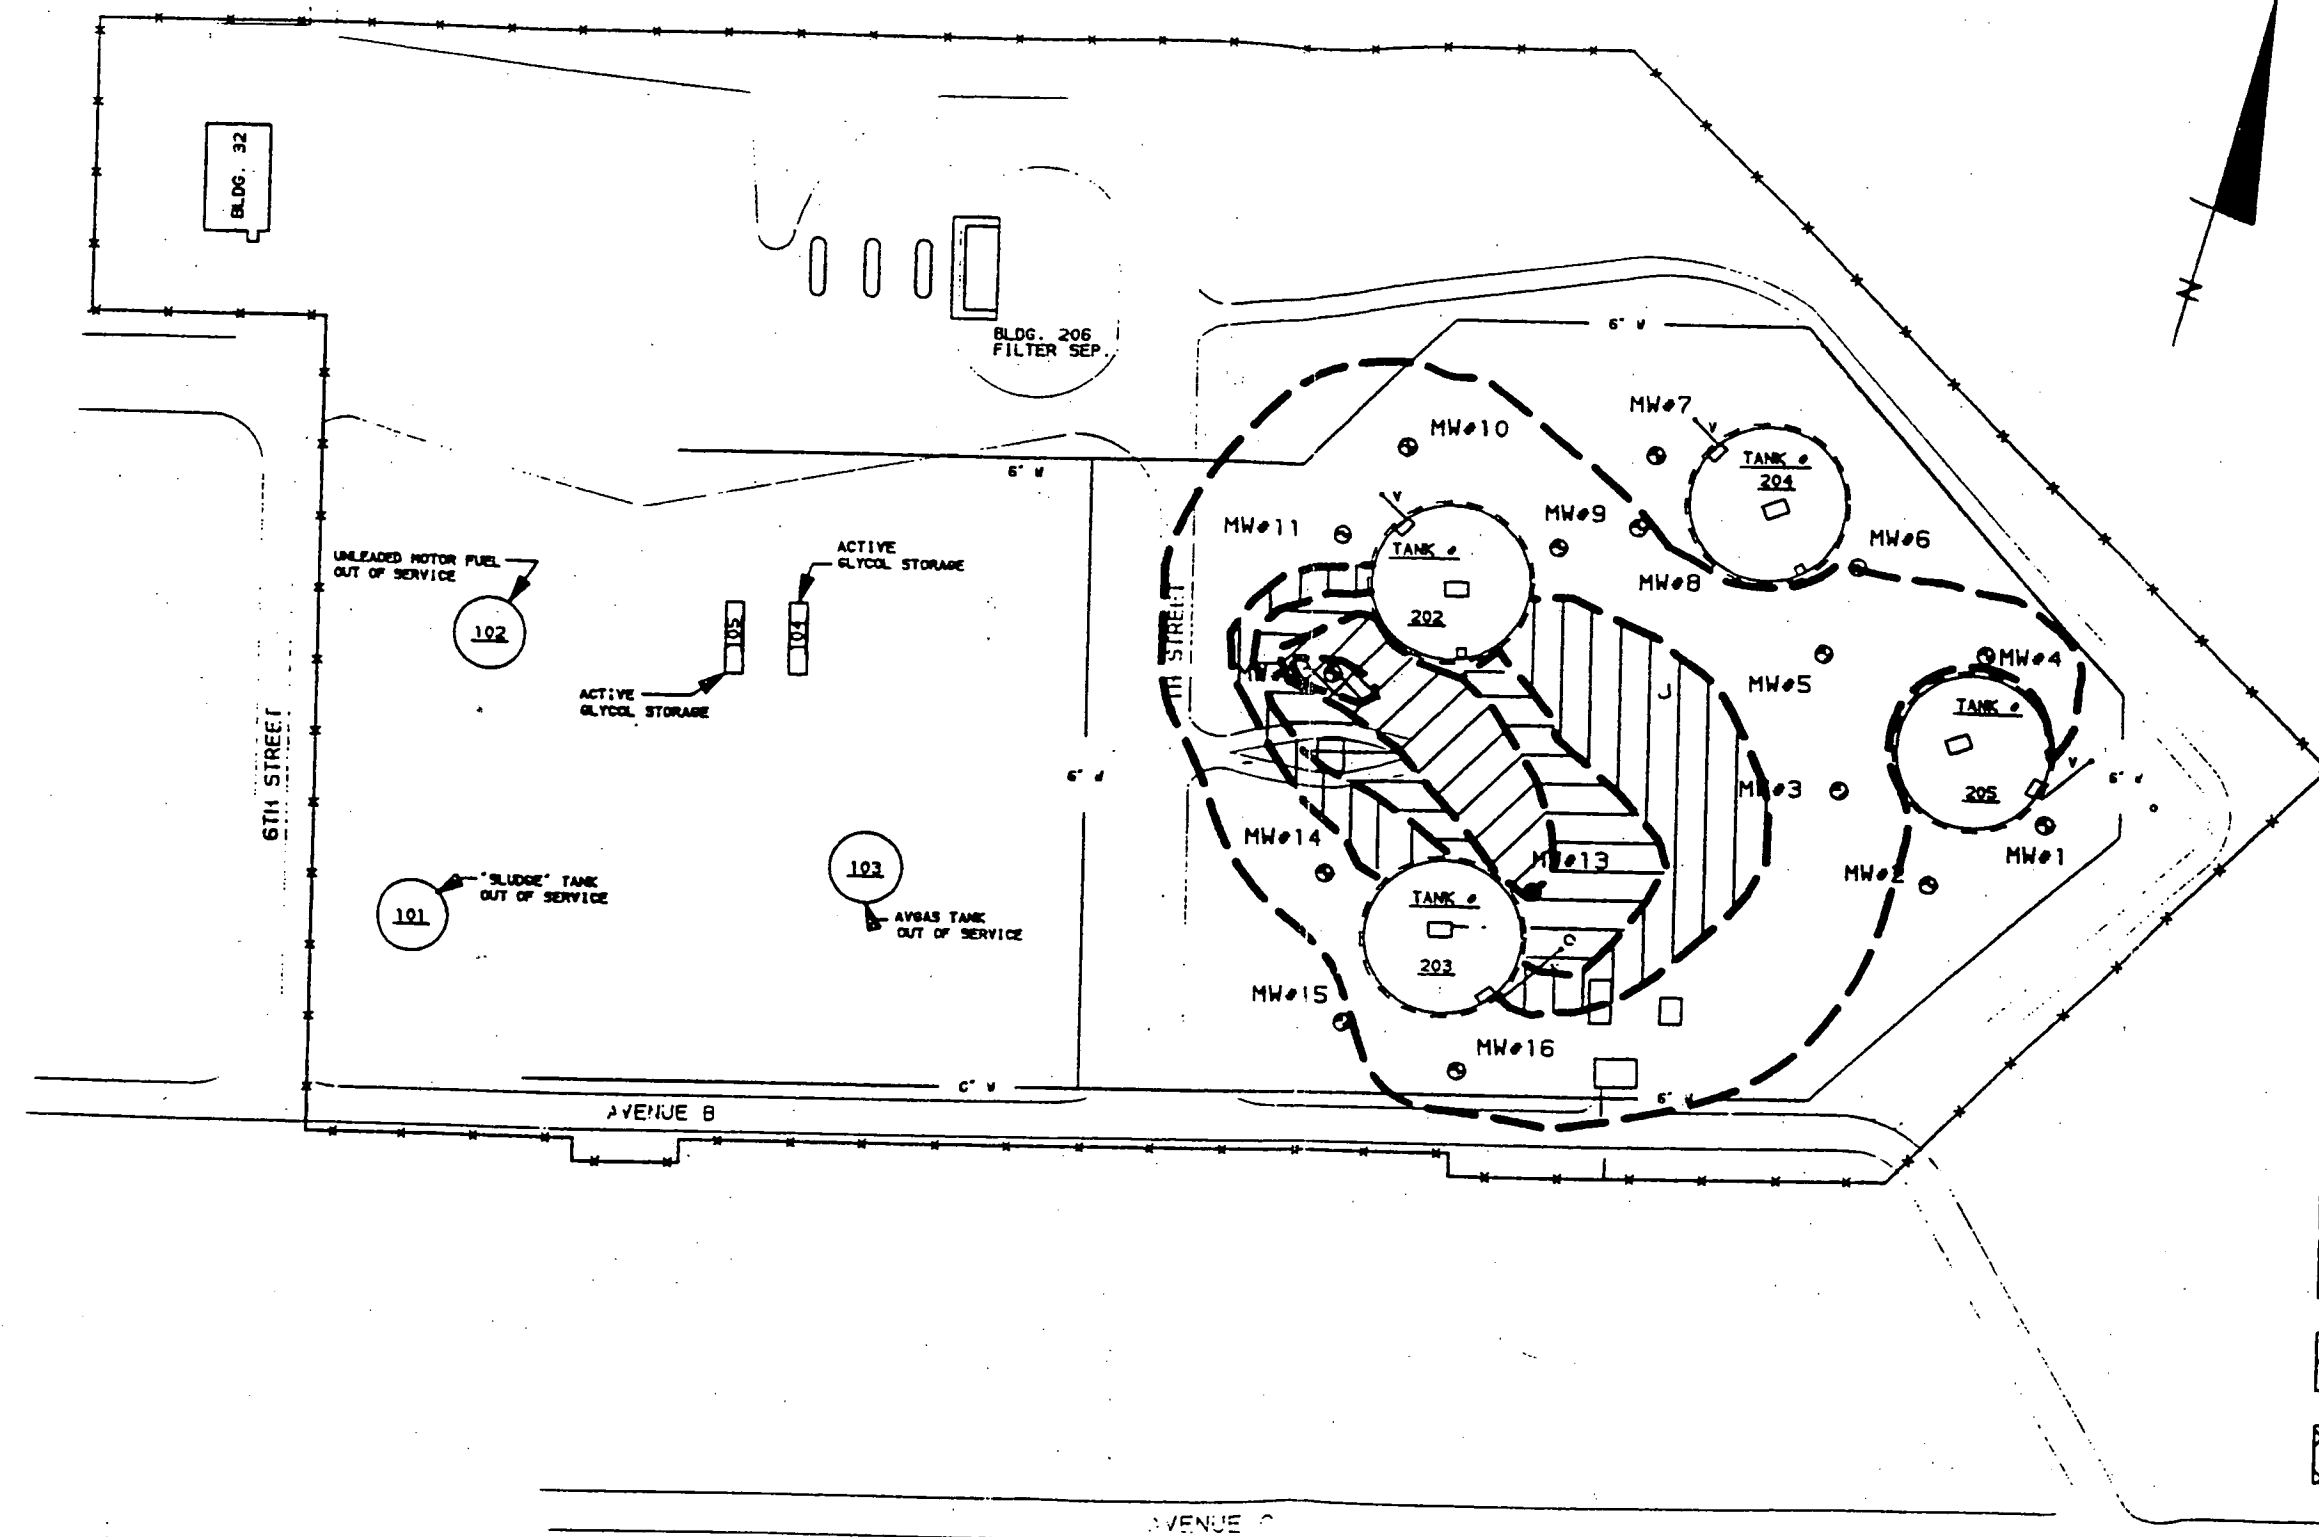 BLDG. 32
BLDG. 206
FILTER SEP.
6" W
N
6" W
MW#7
V
MW#10
TANK #
204
MW#11
V
MW#9
MW#6
TANK #
MW#8
202
UNLEADED MOTOR FUEL
OUT OF SERVICE
102
ACTIVE
GLYCOL STORAGE
105
104
ACTIVE
GLYCOL STORAGE
6TH STREET
STREET
MW#4
MW#5
TANK #
205
V
MW#3
MW#1
MW#2
MW#14
MW#13
TANK #
203
MW#15
MW#16
"SLUDGE" TANK
OUT OF SERVICE
101
103
AVGAS TANK
OUT OF SERVICE
AVENUE B
AVENUE